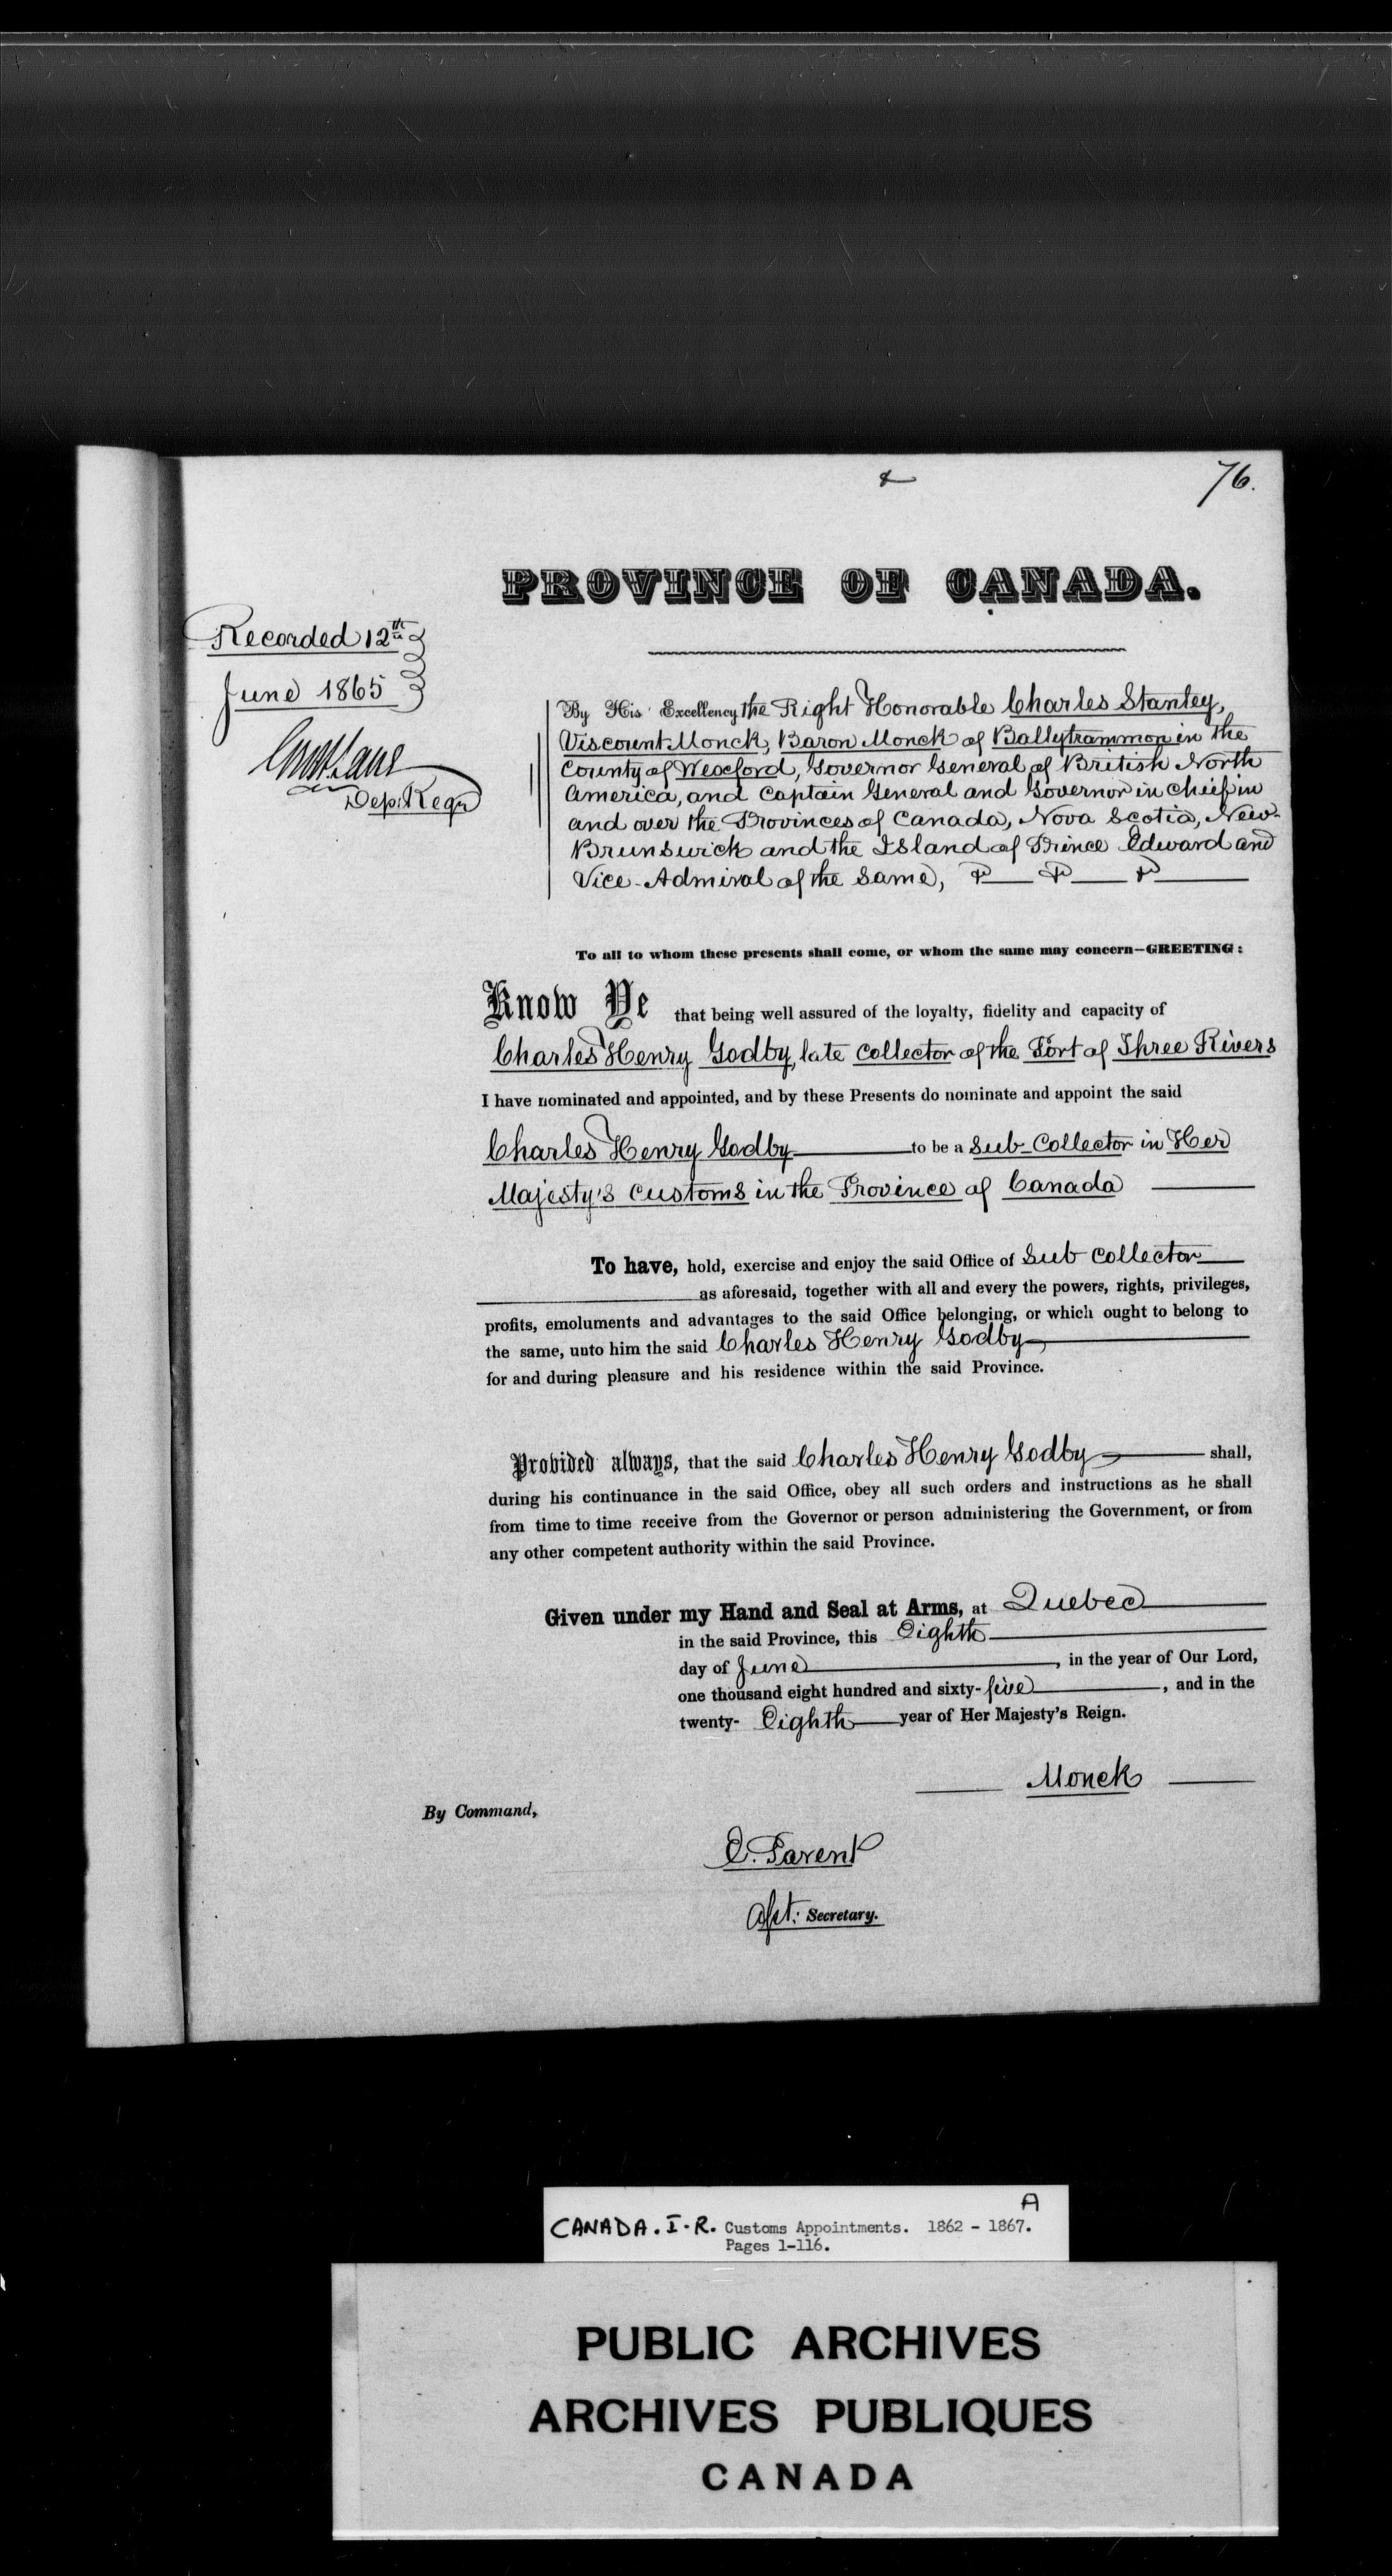 76.
PROVINCE OF CANADA.
Recorded 12th
June 1865
Dep: Regr
By His Excellency the Right Honorable Charles Stanley,
Viscount Monck, Baron Monck of Ballytrammon in the
County of Wexford, Governor General of British North
America, and Captain General and Governor in Chief in
and over the Provinces of Canada, Nova Scotia, New-
Brunswick and the Island of Prince Edward and
Vice-Admiral of the Same,
To all to whom these presents shall come, or whom the same may concern—GREETING:
Know Ye that being well assured of the loyalty, fidelity and capacity of
Charles Henry Godby, late Collector of the Port of Three Rivers
I have nominated and appointed, and by these Presents do nominate and appoint the said
Charles Henry Godby to be a Sub-Collector in Her
Majesty's Customs in the Province of Canada
To have, hold, exercise and enjoy the said Office of Sub Collector
as aforesaid, together with all and every the powers, rights, privileges,
profits, emoluments and advantages to the said Office belonging, or which ought to belong to
the same, unto him the said Charles Henry Godby
for and during pleasure and his residence within the said Province.
Provided always, that the said Charles Henry Godby shall,
during his continuance in the said Office, obey all such orders and instructions as he shall
from time to time receive from the Governor or person administering the Government, or from
any other competent authority within the said Province.
Given under my Hand and Seal at Arms, at Quebec
in the said Province, this Eighth
day of June, in the year of Our Lord,
one thousand eight hundred and sixty-five, and in the
twenty-Eighth year of Her Majesty's Reign.
Monck
By Command,
E. Parent
Asst: Secretary.
A
CANADA. I.R. Customs Appointments. 1862 - 1867.
Pages 1-116.
PUBLIC ARCHIVES
ARCHIVES PUBLIQUES
CANADA